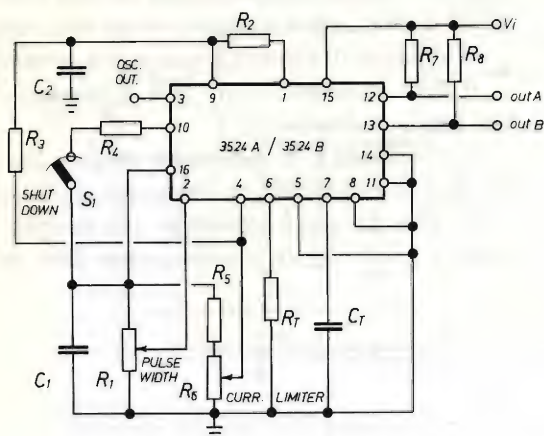 R2
Vi
C2
OSC.
OUT.
R7
R8
3
9
1
15
12
outA
R3
R4
10
3524 A / 3524 B
13
outB
14
16
11
SHUT
DOWN
S1
2
4
6
5
7
8
R5
RT
CT
C1
R1
PULSE
WIDTH
R6
CURR. LIMITER